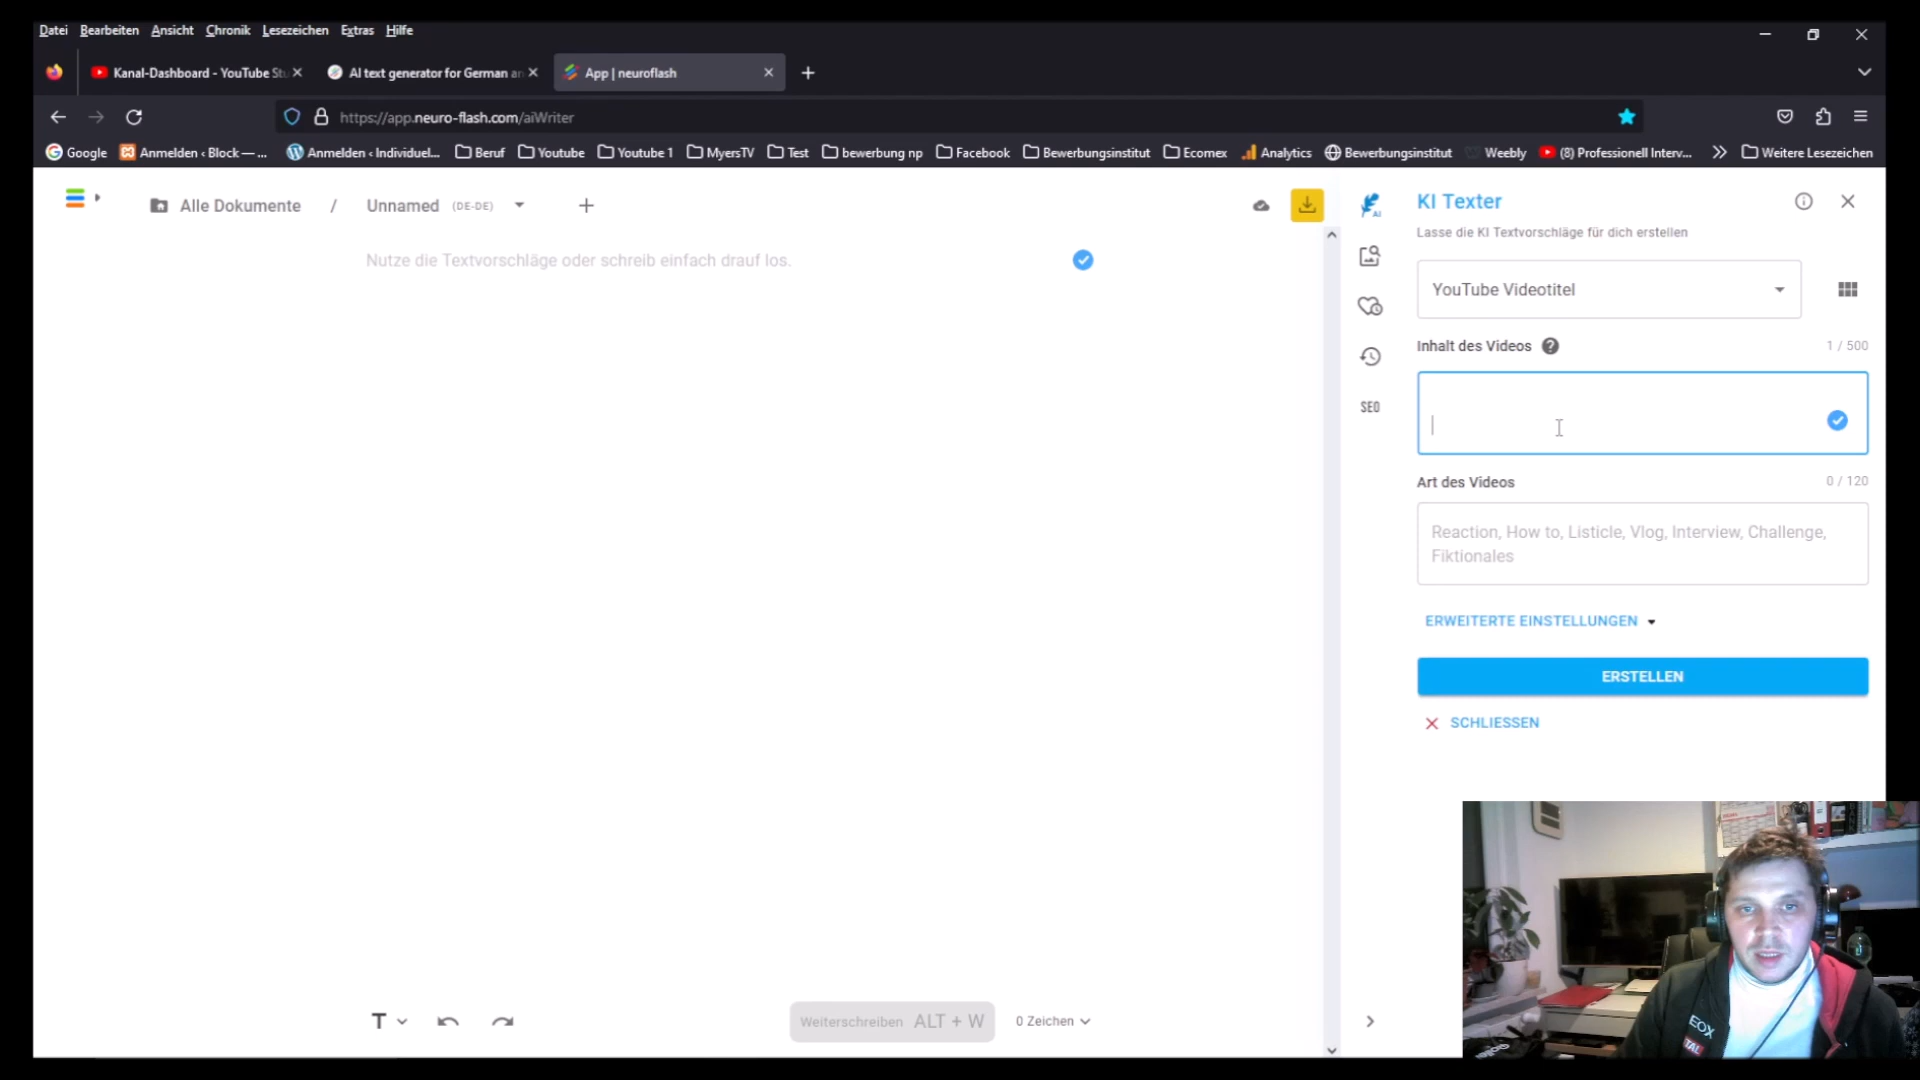 Datei Bearbeiten Ansicht Chronik Lesezeichen Extras Hilfe
Kanal-Dashboard - YouTube Stu
AI text generator for German an
App | neuroflash
https://app.neuro-flash.com/aiWriter
Google
Anmelden ‹ Block — ...
Anmelden ‹ Individuel...
Beruf
Youtube
Youtube 1
MyersTV
Test
bewerbung np
Facebook
Bewerbungsinstitut
Ecomex
Analytics
Bewerbungsinstitut
Weebly
(8) Professionell Interv...
Weitere Lesezeichen
Alle Dokumente / Unnamed (DE-DE)
Nutze die Textvorschläge oder schreib einfach drauf los.
AI
SEO
KI Texter
Lasse die KI Textvorschläge für dich erstellen
YouTube Videotitel
Inhalt des Videos 1 / 500
Art des Videos 0 / 120
Reaction, How to, Listicle, Vlog, Interview, Challenge,
Fiktionales
ERWEITERTE EINSTELLUNGEN
ERSTELLEN
SCHLIESSEN
T
Weiterschreiben ALT + W
0 Zeichen
EOX
TAL